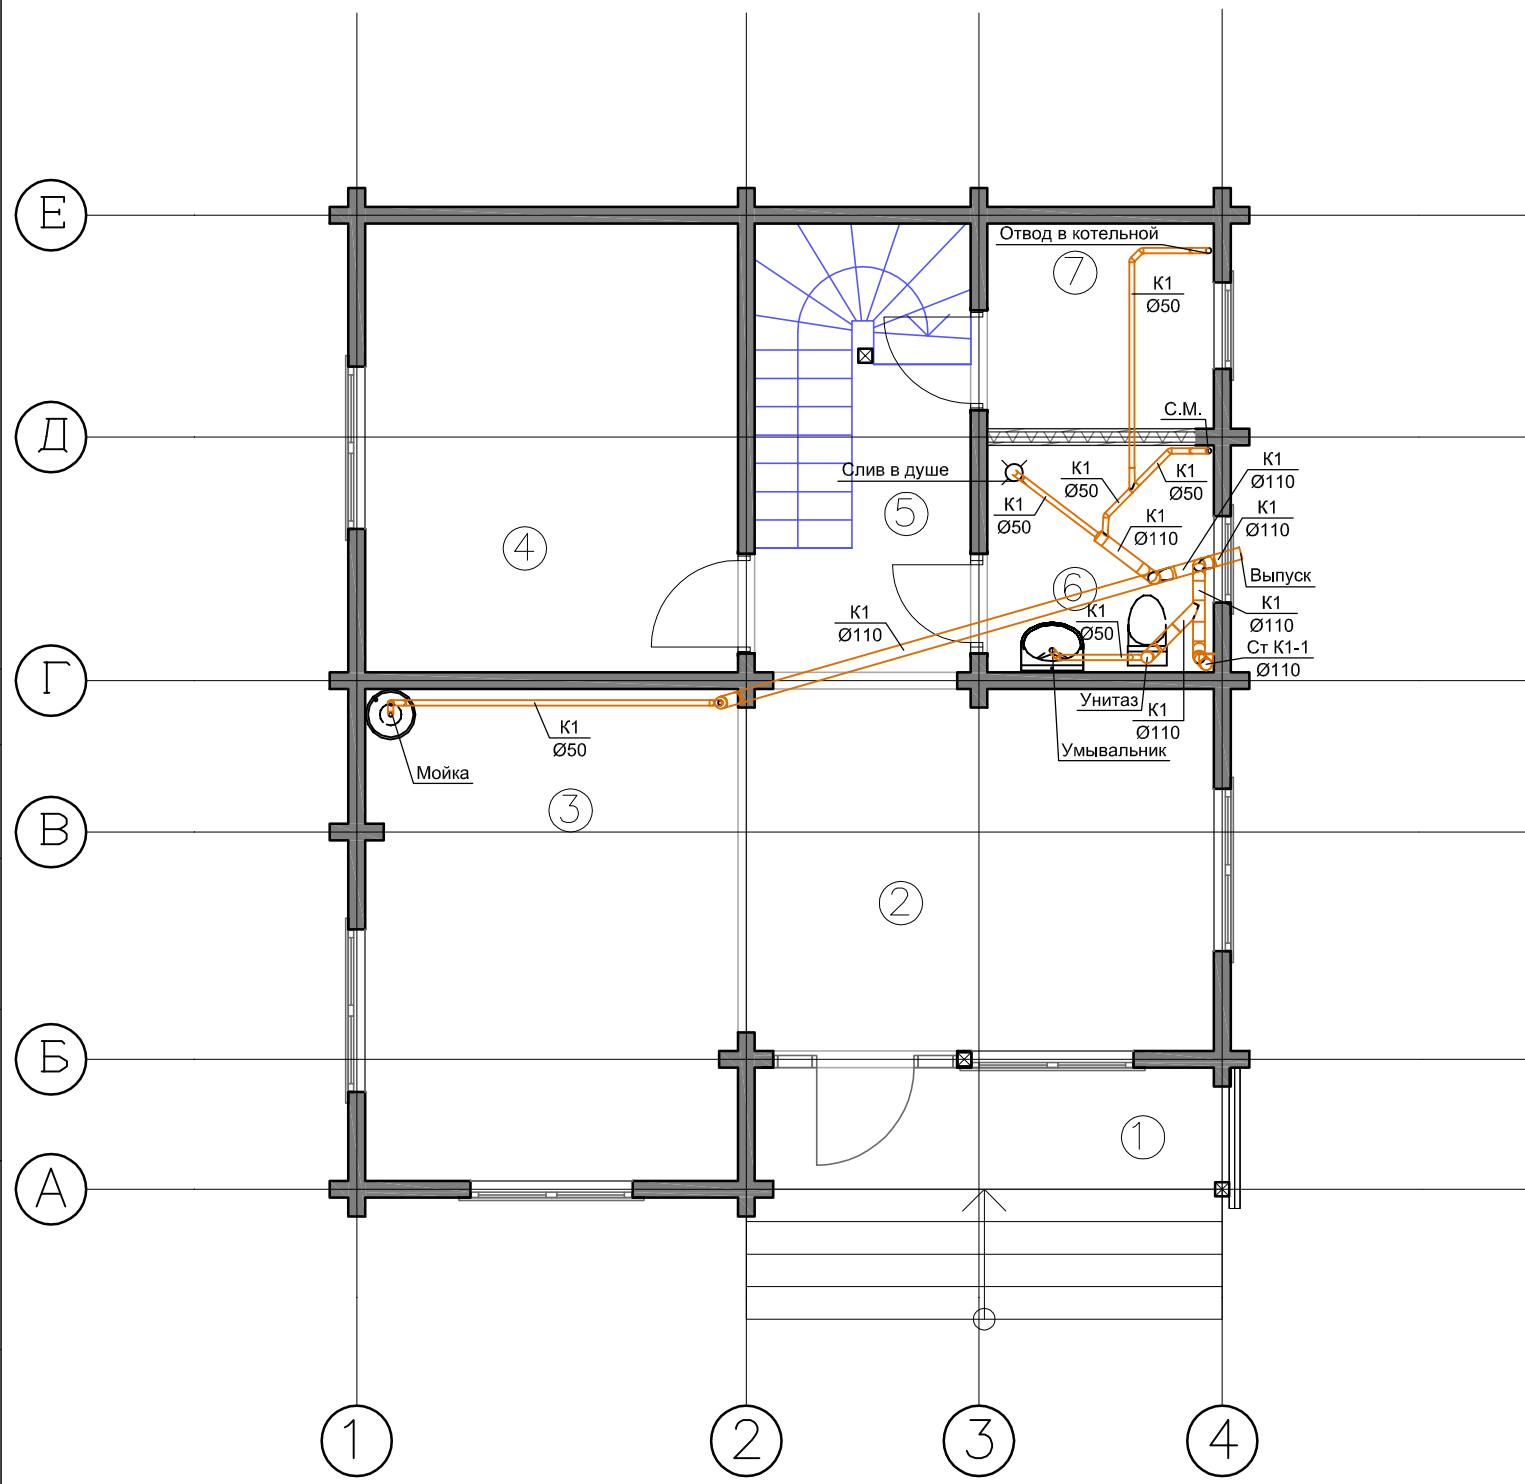 Е
Отвод в котельной
7
К1
Ø50
Д
С.М.
Слив в душе
К1
Ø50
К1
Ø50
К1
Ø50
К1
Ø110
К1
Ø110
К1
Ø110
5
4
6
Выпуск
К1
Ø110
К1
Ø50
К1
Ø110
Ст К1-1
Ø110
Г
Унитаз
К1
Ø110
Умывальник
К1
Ø50
Мойка
3
В
2
Б
1
А
1
2
3
4